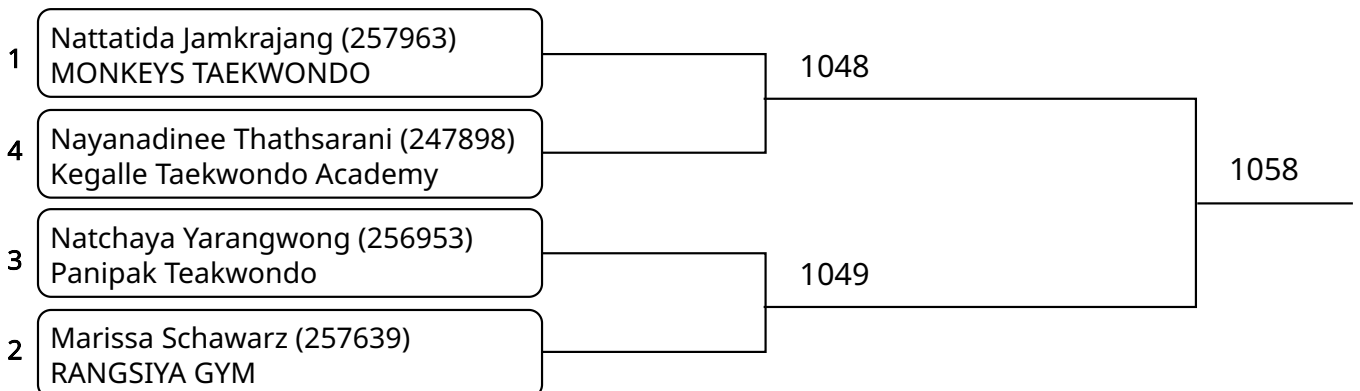 1
Nattatida Jamkrajang (257963)
MONKEYS TAEKWONDO
1048
4
Nayanadinee Thathsarani (247898)
Kegalle Taekwondo Academy
1058
3
Natchaya Yarangwong (256953)
Panipak Teakwondo
1049
2
Marissa Schawarz (257639)
RANGSIYA GYM